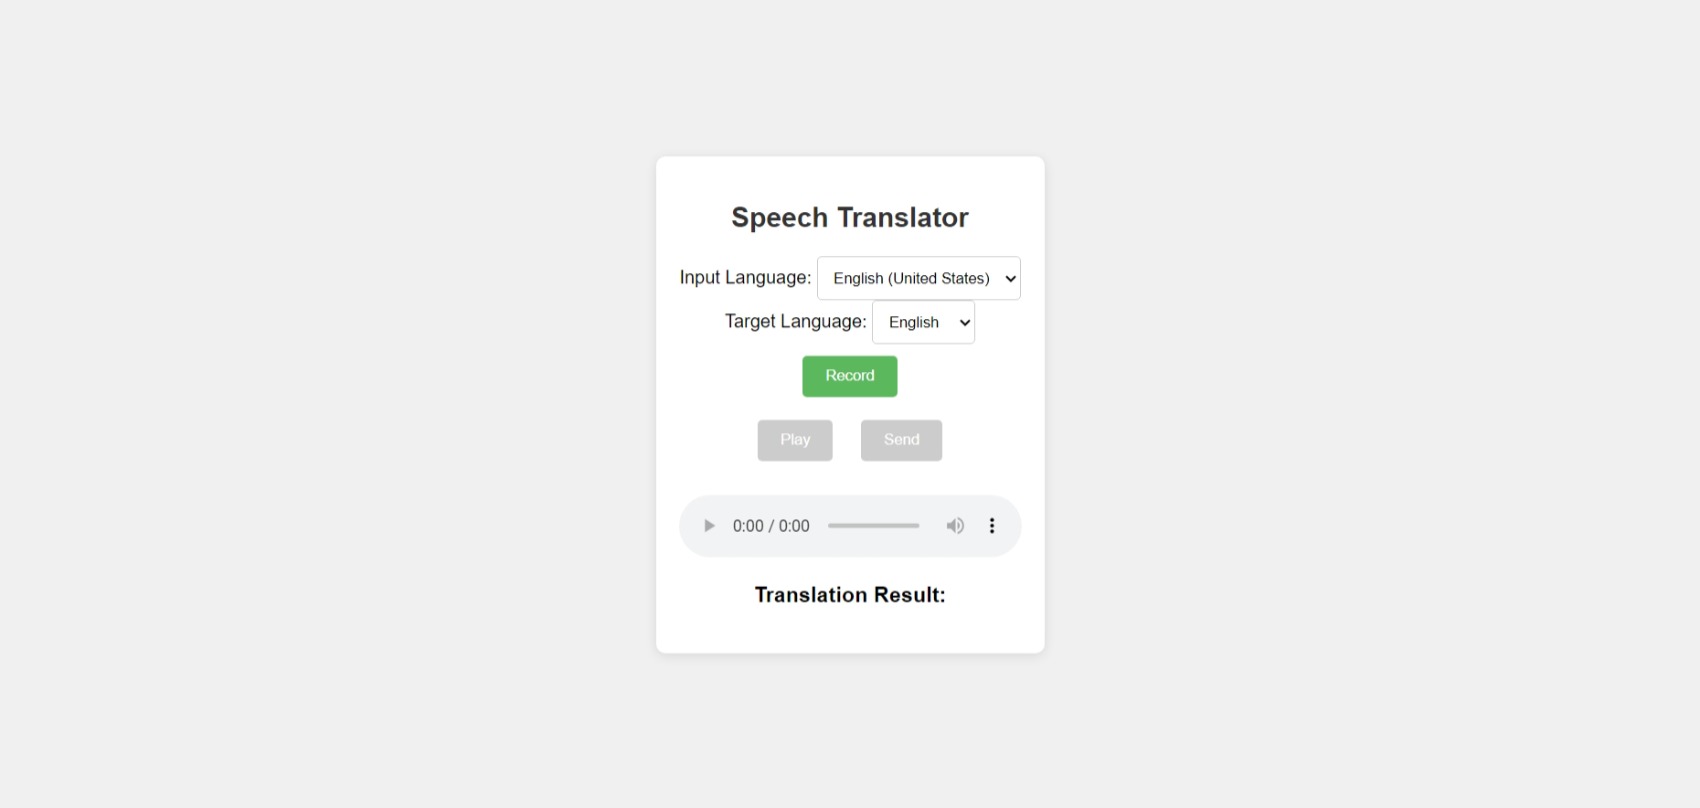 Speech Translator
Input Language: English (United States)
Target Language: English
Record
Play Send
0:00 / 0:00
Translation Result: